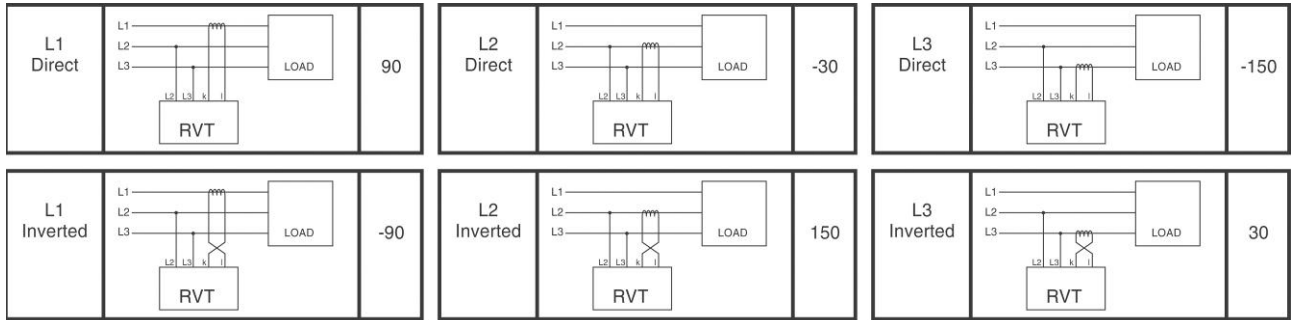 L1
Direct
L1
L2
L3
LOAD
L2 L3 k l
RVT
90
L2
Direct
L1
L2
L3
LOAD
L2 L3 k l
RVT
-30
L3
Direct
L1
L2
L3
LOAD
L2 L3 k l
RVT
-150
L1
Inverted
L1
L2
L3
LOAD
L2 L3 k l
RVT
-90
L2
Inverted
L1
L2
L3
LOAD
L2 L3 k l
RVT
150
L3
Inverted
L1
L2
L3
LOAD
L2 L3 k l
RVT
30